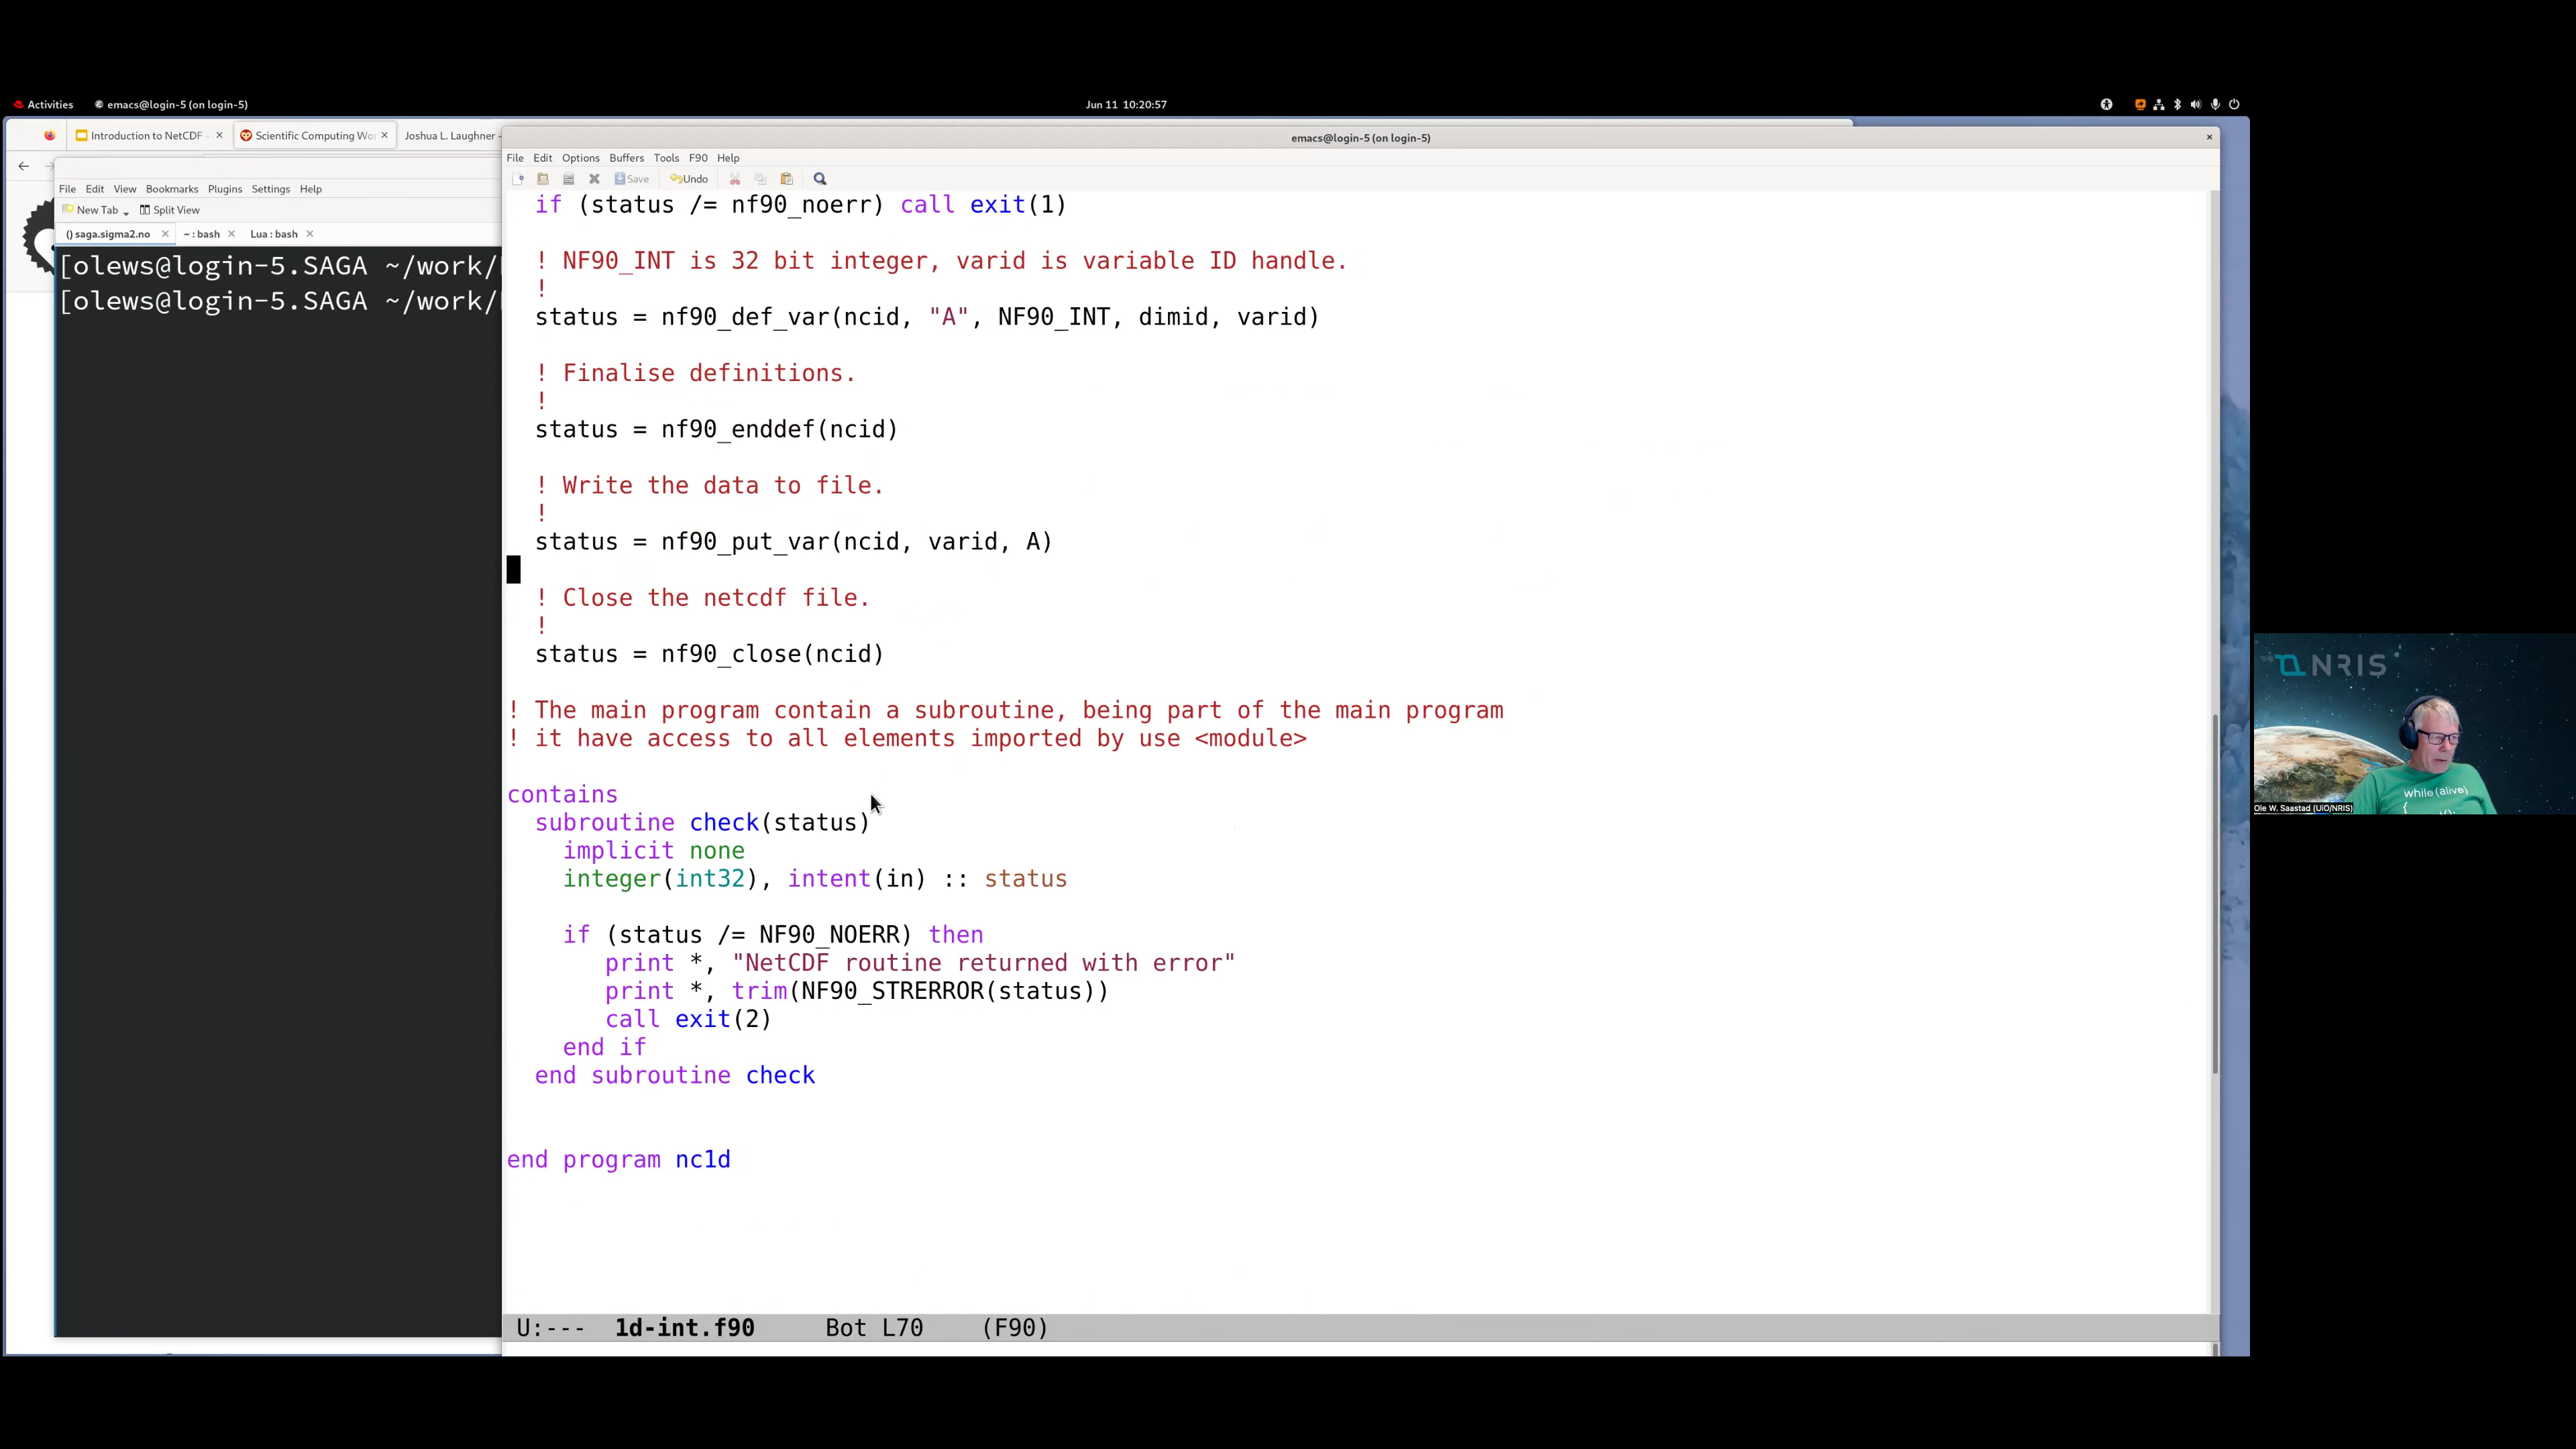 Activities
emacs@login-5 (on login-5)
Jun 11 10:20:57
Introduction to NetCDF
Scientific Computing Wor
Joshua L. Laughner
emacs@login-5 (on login-5)
File Edit Options Buffers Tools F90 Help
Save
Undo
File Edit View Bookmarks Plugins Settings Help
New Tab
Split View
() saga.sigma2.no
~ : bash
Lua : bash
[olews@login-5.SAGA ~/work/
[olews@login-5.SAGA ~/work/
if (status /= nf90_noerr) call exit(1)
! NF90_INT is 32 bit integer, varid is variable ID handle.
!
status = nf90_def_var(ncid, "A", NF90_INT, dimid, varid)
! Finalise definitions.
!
status = nf90_enddef(ncid)
! Write the data to file.
!
status = nf90_put_var(ncid, varid, A)
! Close the netcdf file.
!
status = nf90_close(ncid)
! The main program contain a subroutine, being part of the main program
! it have access to all elements imported by use <module>
contains
subroutine check(status)
implicit none
integer(int32), intent(in) :: status
if (status /= NF90_NOERR) then
print *, "NetCDF routine returned with error"
print *, trim(NF90_STRERROR(status))
call exit(2)
end if
end subroutine check
end program nc1d
U:--- 1d-int.f90 Bot L70 (F90)
NRIS
while (alive)
{
Ole W. Saastad (UiO/NRIS)